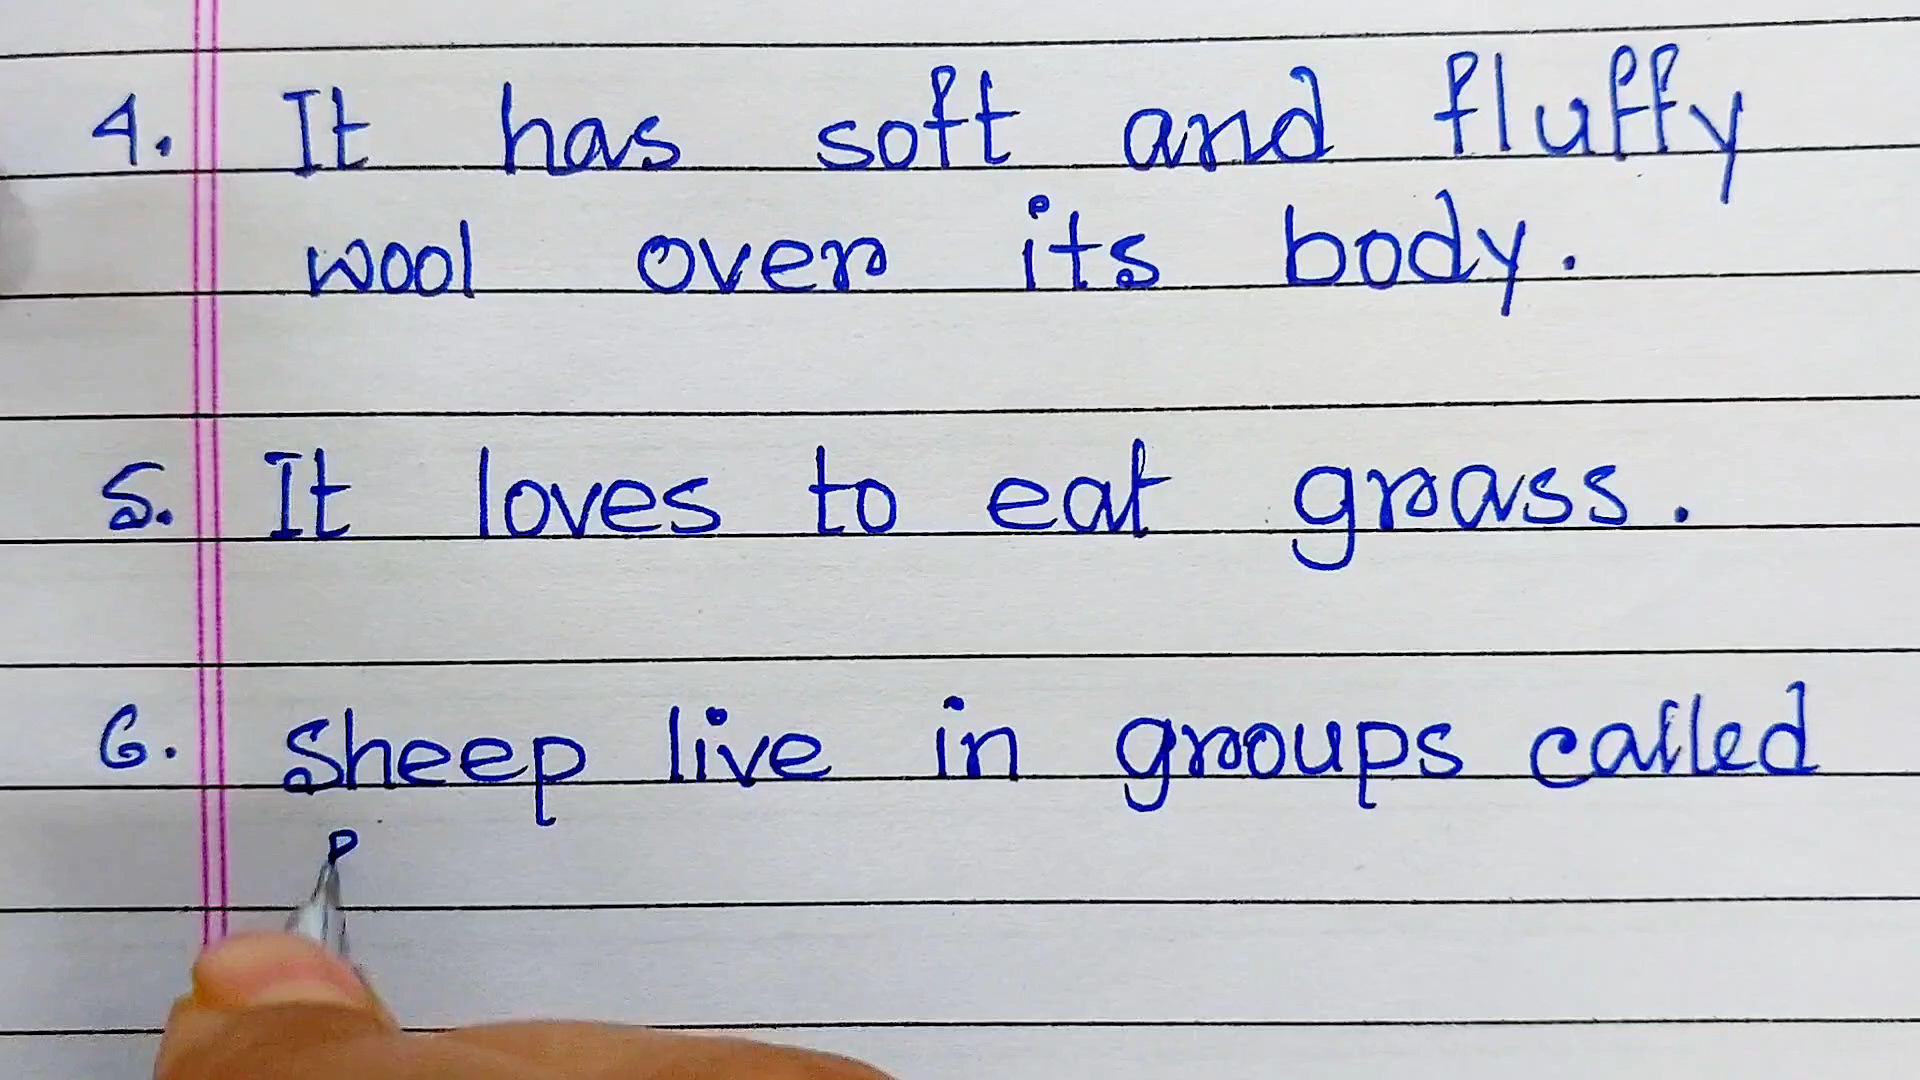 4. It has soft and fluffy
wool over its body.
5. It loves to eat grass.
6. Sheep live in groups called